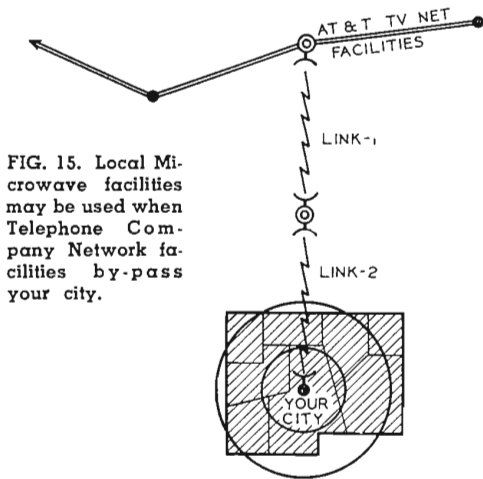 AT&T TV NET
FACILITIES
LINK-1
FIG. 15. Local Mi-
crowave facilities
may be used when
Telephone Com-
pany Network fa-
cilities by-pass
your city.
LINK-2
YOUR
CITY